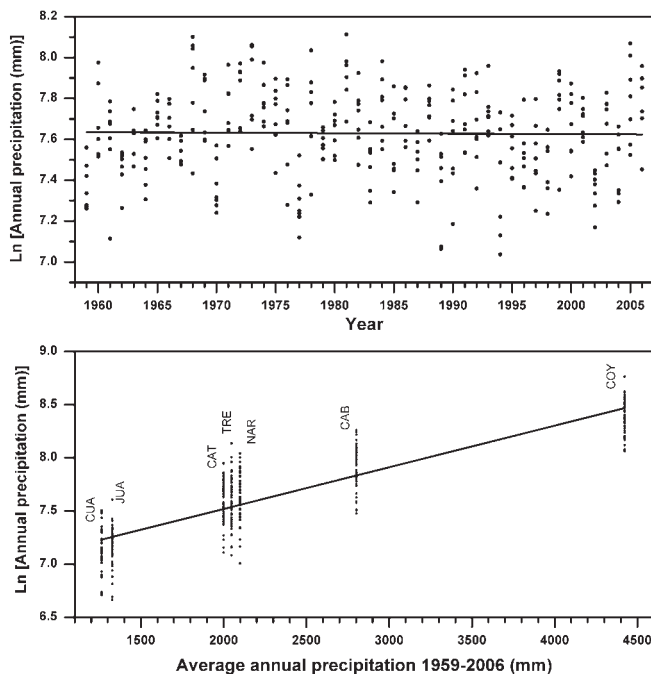 Ln [Annual precipitation (mm)]
8.2
8.0
7.8
7.6
7.4
7.2
7.0
1960 1965 1970 1975 1980 1985 1990 1995 2000 2005
Year
Ln [Annual precipitation (mm)]
9.0
8.5
8.0
7.5
7.0
6.5
CUA
JUA
CAT
TRE
NAR
CAB
COY
1500 2000 2500 3000 3500 4000 4500
Average annual precipitation 1959-2006 (mm)